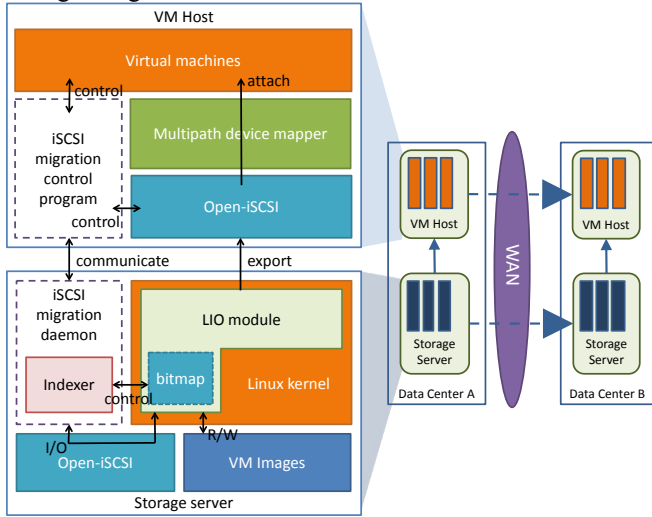 VM Host
Virtual machines
control
attach
iSCSI
migration
control
program
Multipath device mapper
control
Open-iSCSI
communicate
export
iSCSI
migration
daemon
LIO module
Indexer
control
bitmap
Linux kernel
I/O
R/W
Open-iSCSI
VM Images
Storage server
VM Host
WAN
VM Host
Storage
Server
Storage
Server
Data Center A
Data Center B